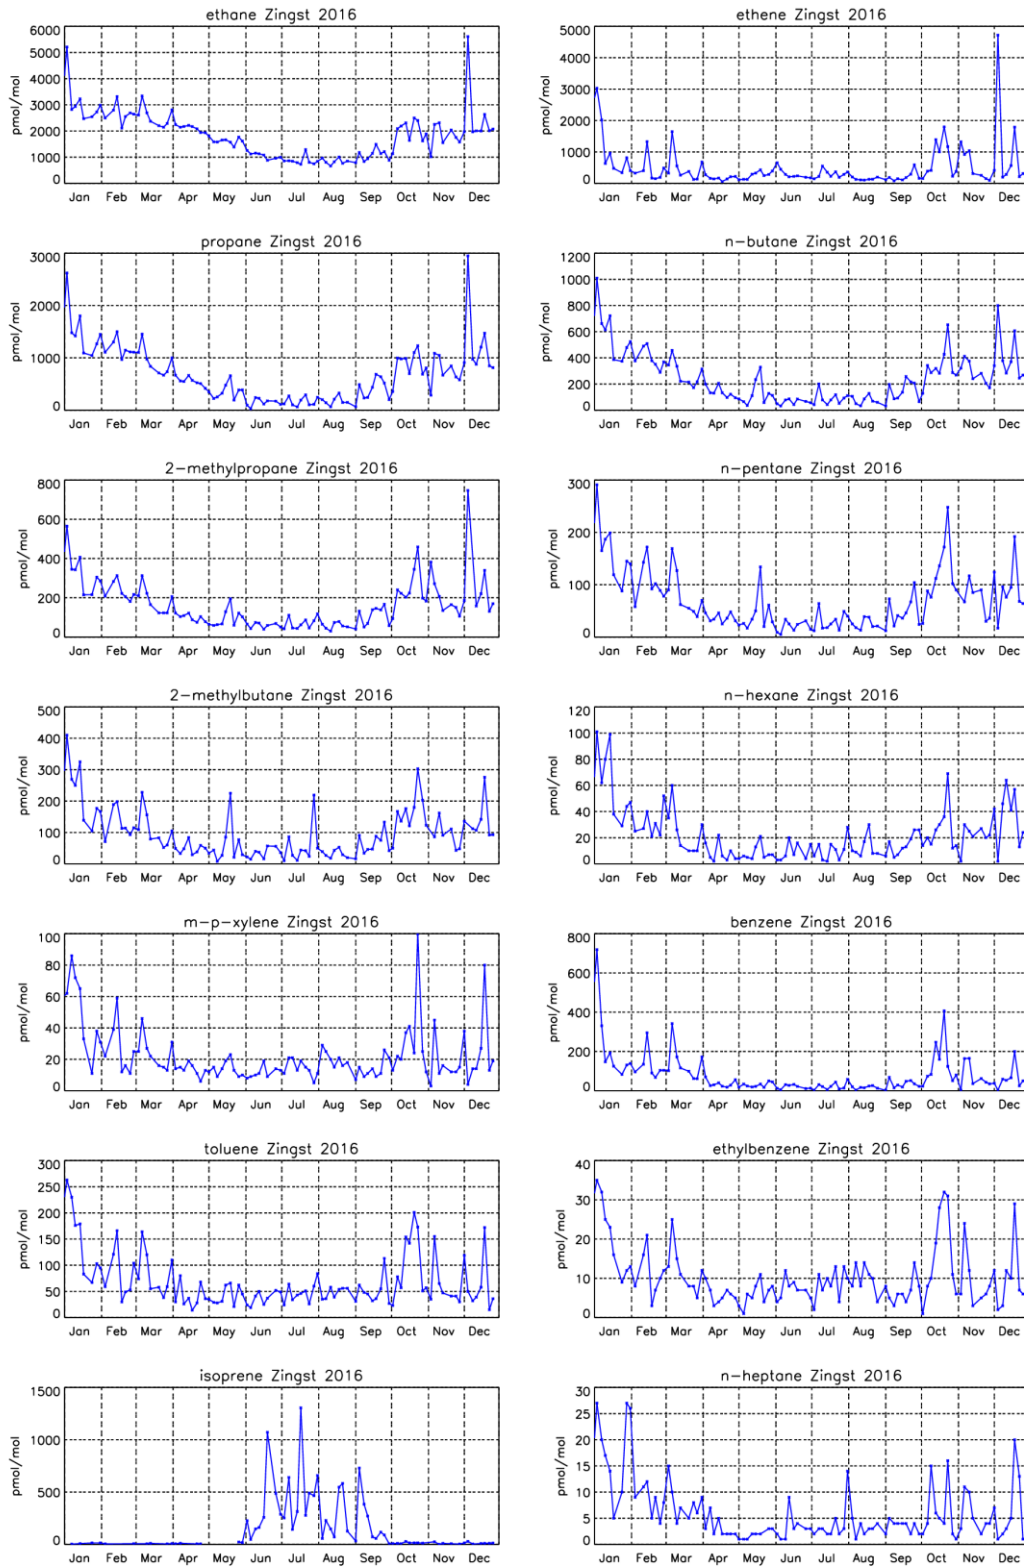 ethane Zingst 2016
pmol/mol
6000
5000
4000
3000
2000
1000
0
Jan Feb Mar Apr May Jun Jul Aug Sep Oct Nov Dec
ethene Zingst 2016
pmol/mol
5000
4000
3000
2000
1000
0
Jan Feb Mar Apr May Jun Jul Aug Sep Oct Nov Dec
propane Zingst 2016
pmol/mol
3000
2000
1000
0
Jan Feb Mar Apr May Jun Jul Aug Sep Oct Nov Dec
n-butane Zingst 2016
pmol/mol
1200
1000
800
600
400
200
0
Jan Feb Mar Apr May Jun Jul Aug Sep Oct Nov Dec
2-methylpropane Zingst 2016
pmol/mol
800
600
400
200
0
Jan Feb Mar Apr May Jun Jul Aug Sep Oct Nov Dec
n-pentane Zingst 2016
pmol/mol
300
200
100
0
Jan Feb Mar Apr May Jun Jul Aug Sep Oct Nov Dec
2-methylbutane Zingst 2016
pmol/mol
500
400
300
200
100
0
Jan Feb Mar Apr May Jun Jul Aug Sep Oct Nov Dec
n-hexane Zingst 2016
pmol/mol
120
100
80
60
40
20
0
Jan Feb Mar Apr May Jun Jul Aug Sep Oct Nov Dec
m-p-xylene Zingst 2016
pmol/mol
100
80
60
40
20
0
Jan Feb Mar Apr May Jun Jul Aug Sep Oct Nov Dec
benzene Zingst 2016
pmol/mol
800
600
400
200
0
Jan Feb Mar Apr May Jun Jul Aug Sep Oct Nov Dec
toluene Zingst 2016
pmol/mol
300
250
200
150
100
50
0
Jan Feb Mar Apr May Jun Jul Aug Sep Oct Nov Dec
ethylbenzene Zingst 2016
pmol/mol
40
30
20
10
0
Jan Feb Mar Apr May Jun Jul Aug Sep Oct Nov Dec
isoprene Zingst 2016
pmol/mol
1500
1000
500
0
Jan Feb Mar Apr May Jun Jul Aug Sep Oct Nov Dec
n-heptane Zingst 2016
pmol/mol
30
25
20
15
10
5
0
Jan Feb Mar Apr May Jun Jul Aug Sep Oct Nov Dec